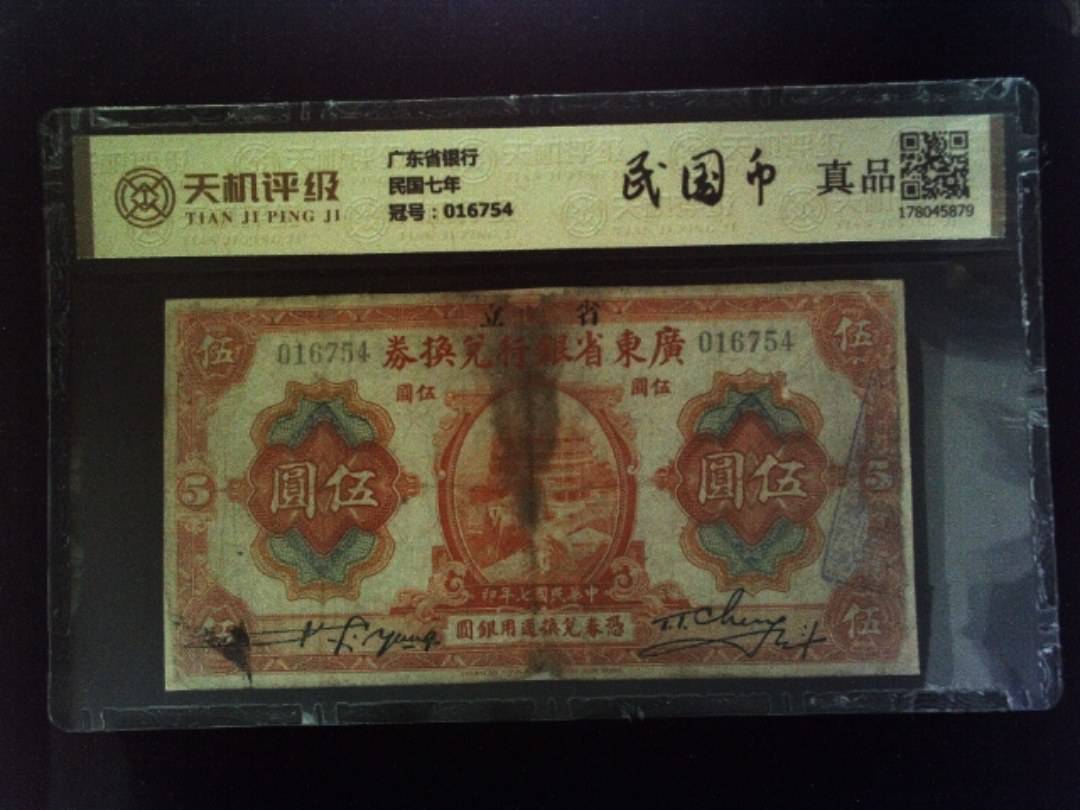 天机评级
TIAN JI PING JI
广东省银行
民国七年
冠号：016754
民国币
真品
178045879
省立
廣東省銀行兌換券
016754
016754
伍圓
伍圓
伍
伍
伍圓
伍圓
5
5
中華民國七年印
憑券兌換通用銀圓
伍